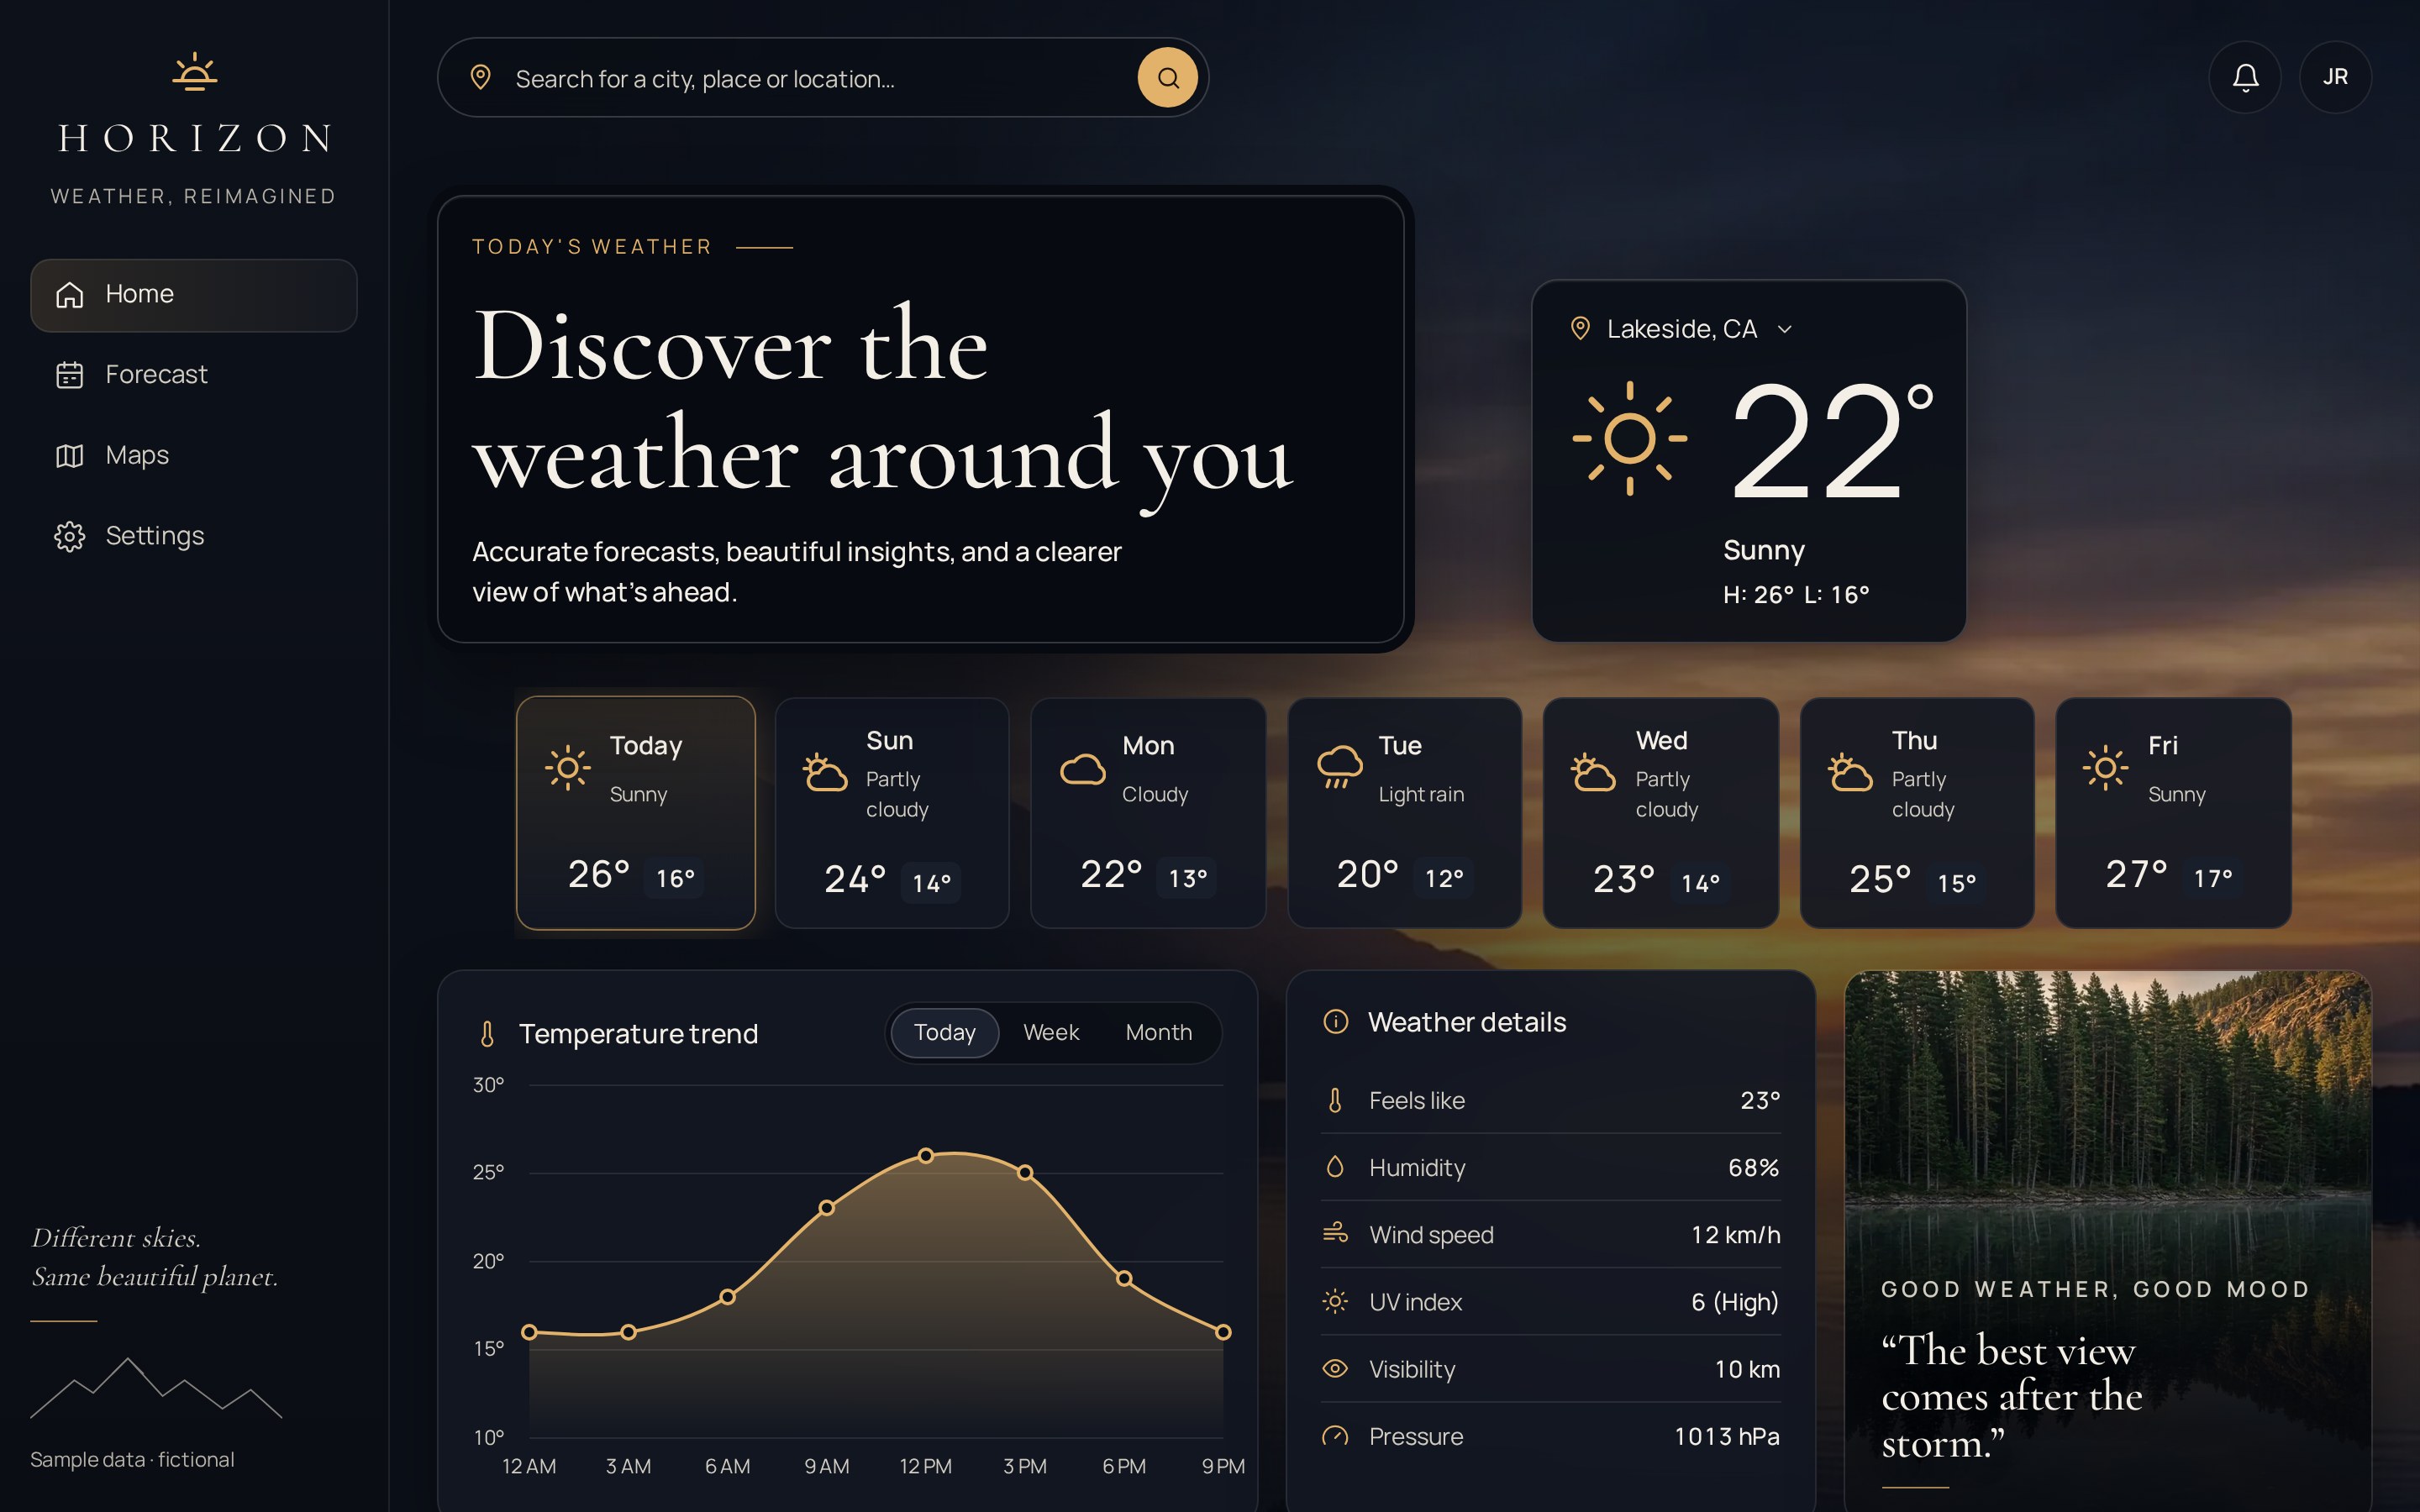 HORIZON
WEATHER, REIMAGINED
Home
Forecast
Maps
Settings
Different skies.
Same beautiful planet.
Sample data · fictional
Search for a city, place or location...
JR
TODAY'S WEATHER
Discover the
weather around you
Accurate forecasts, beautiful insights, and a clearer
view of what’s ahead.
Lakeside, CA
22°
Sunny
H: 26° L: 16°
Today
Sunny
26° 16°
Sun
Partly
cloudy
24° 14°
Mon
Cloudy
22° 13°
Tue
Light rain
20° 12°
Wed
Partly
cloudy
23° 14°
Thu
Partly
cloudy
25° 15°
Fri
Sunny
27° 17°
Temperature trend
Today Week Month
30°
25°
20°
15°
10°
12 AM 3 AM 6 AM 9 AM 12 PM 3 PM 6 PM 9 PM
Weather details
Feels like 23°
Humidity 68%
Wind speed 12 km/h
UV index 6 (High)
Visibility 10 km
Pressure 1013 hPa
GOOD WEATHER, GOOD MOOD
“The best view
comes after the
storm.”